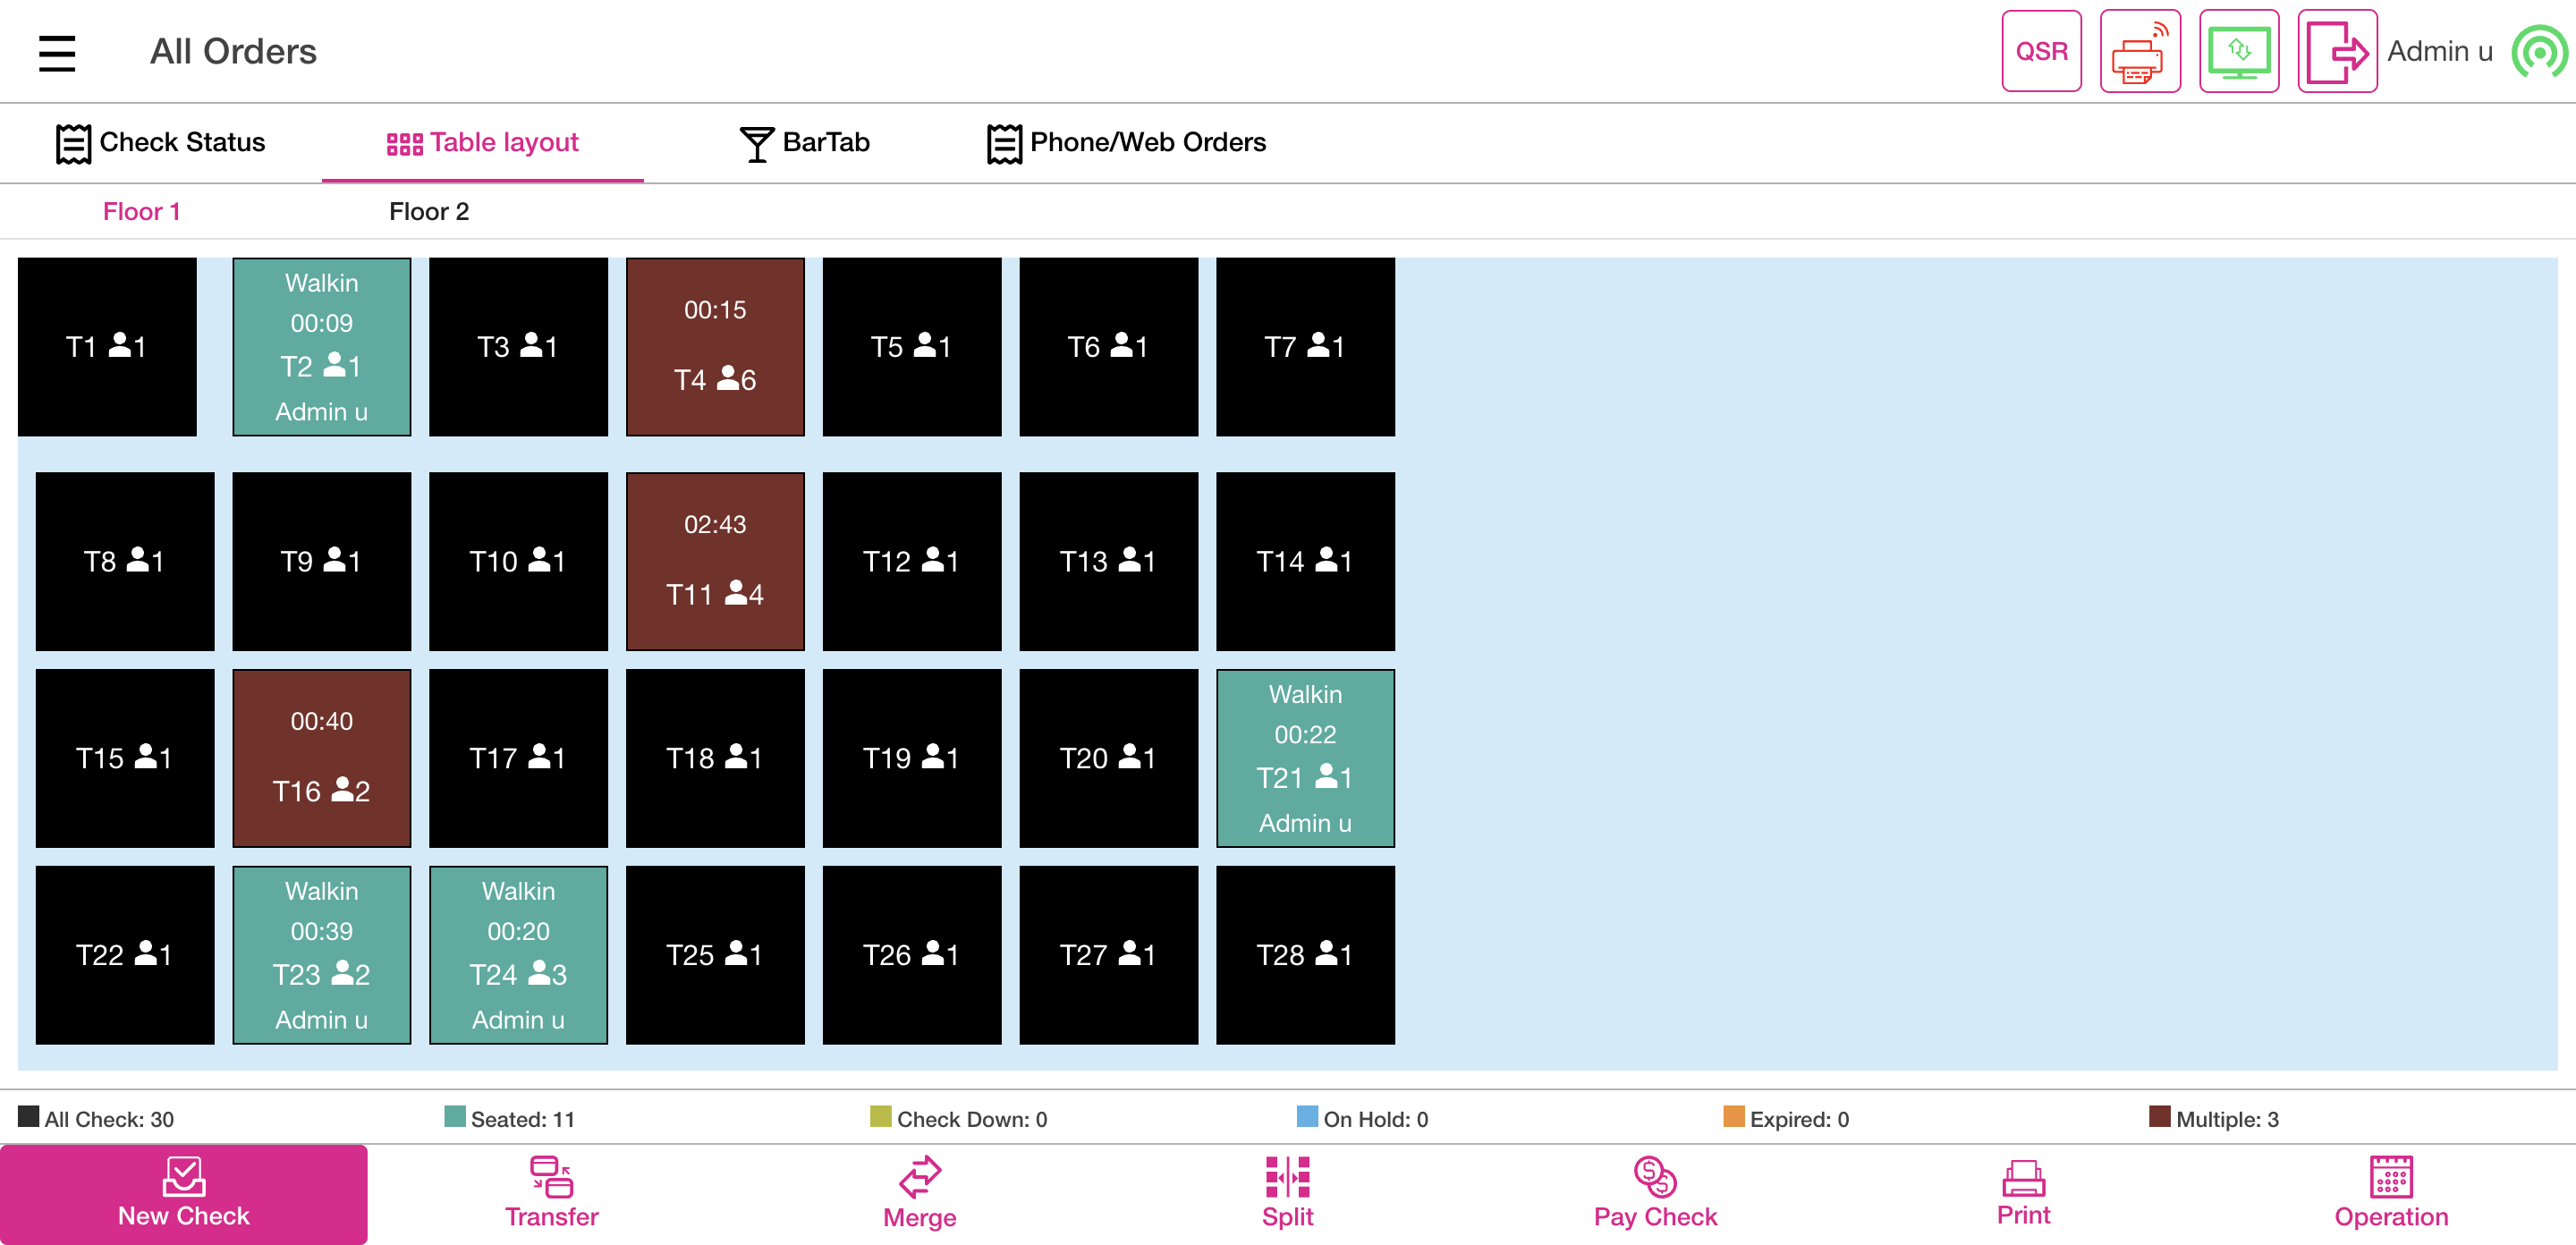 All Orders
QSR
Admin u
Check Status
Table layout
BarTab
Phone/Web Orders
Floor 1
Floor 2
T1 1
Walkin
00:09
T2 1
Admin u
T3 1
00:15
T4 6
T5 1
T6 1
T7 1
T8 1
T9 1
T10 1
02:43
T11 4
T12 1
T13 1
T14 1
T15 1
00:40
T16 2
T17 1
T18 1
T19 1
T20 1
Walkin
00:22
T21 1
Admin u
T22 1
Walkin
00:39
T23 2
Admin u
Walkin
00:20
T24 3
Admin u
T25 1
T26 1
T27 1
T28 1
All Check: 30
Seated: 11
Check Down: 0
On Hold: 0
Expired: 0
Multiple: 3
New Check
Transfer
Merge
Split
Pay Check
Print
Operation